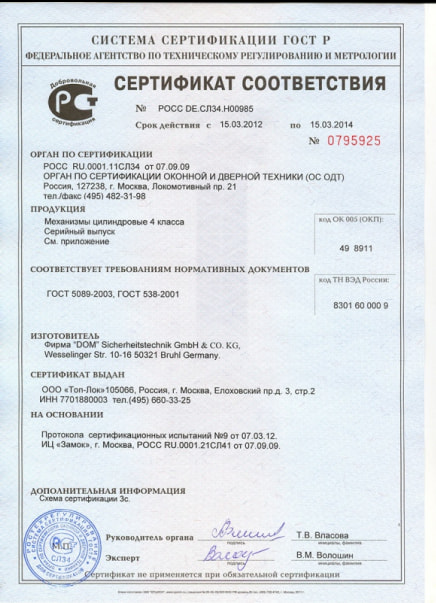 СИСТЕМА СЕРТИФИКАЦИИ ГОСТ Р
ФЕДЕРАЛЬНОЕ АГЕНТСТВО ПО ТЕХНИЧЕСКОМУ РЕГУЛИРОВАНИЮ И МЕТРОЛОГИИ
Добровольная
сертификация
СЕРТИФИКАТ СООТВЕТСТВИЯ
№ РОСС DE.СЛ34.Н00985
Срок действия с 15.03.2012 по 15.03.2014
№ 0795925
ОРГАН ПО СЕРТИФИКАЦИИ
РОСС RU.0001.11СЛ34 от 07.09.09
ОРГАН ПО СЕРТИФИКАЦИИ ОКОННОЙ И ДВЕРНОЙ ТЕХНИКИ (ОС ОДТ)
Россия, 127238, г. Москва, Локомотивный пр. 21
тел./факс (495) 482-31-98
ПРОДУКЦИЯ
Механизмы цилиндровые 4 класса
Серийный выпуск
См. приложение
код ОК 005 (ОКП):
49 8911
СООТВЕТСТВУЕТ ТРЕБОВАНИЯМ НОРМАТИВНЫХ ДОКУМЕНТОВ
ГОСТ 5089-2003, ГОСТ 538-2001
код ТН ВЭД России:
8301 60 000 9
ИЗГОТОВИТЕЛЬ
Фирма "DOM" Sicherheitstechnik GmbH & CO. KG,
Wesselinger Str. 10-16 50321 Bruhl Germany.
СЕРТИФИКАТ ВЫДАН
ООО «Топ-Лок»105066, Россия, г. Москва, Елоховский пр.д. 3, стр.2
ИНН 7701880003 тел.(495) 660-33-25
НА ОСНОВАНИИ
Протокола сертификационных испытаний №9 от 07.03.12.
ИЦ «Замок», г. Москва, РОСС RU.0001.21СЛ41 от 07.09.09.
ДОПОЛНИТЕЛЬНАЯ ИНФОРМАЦИЯ
Схема сертификации 3с.
М.П.
СЛ34
Руководитель органа
подпись
Т.В. Власова
инициалы, фамилия
Эксперт
подпись
В.М. Волошин
инициалы, фамилия
Сертификат не применяется при обязательной сертификации